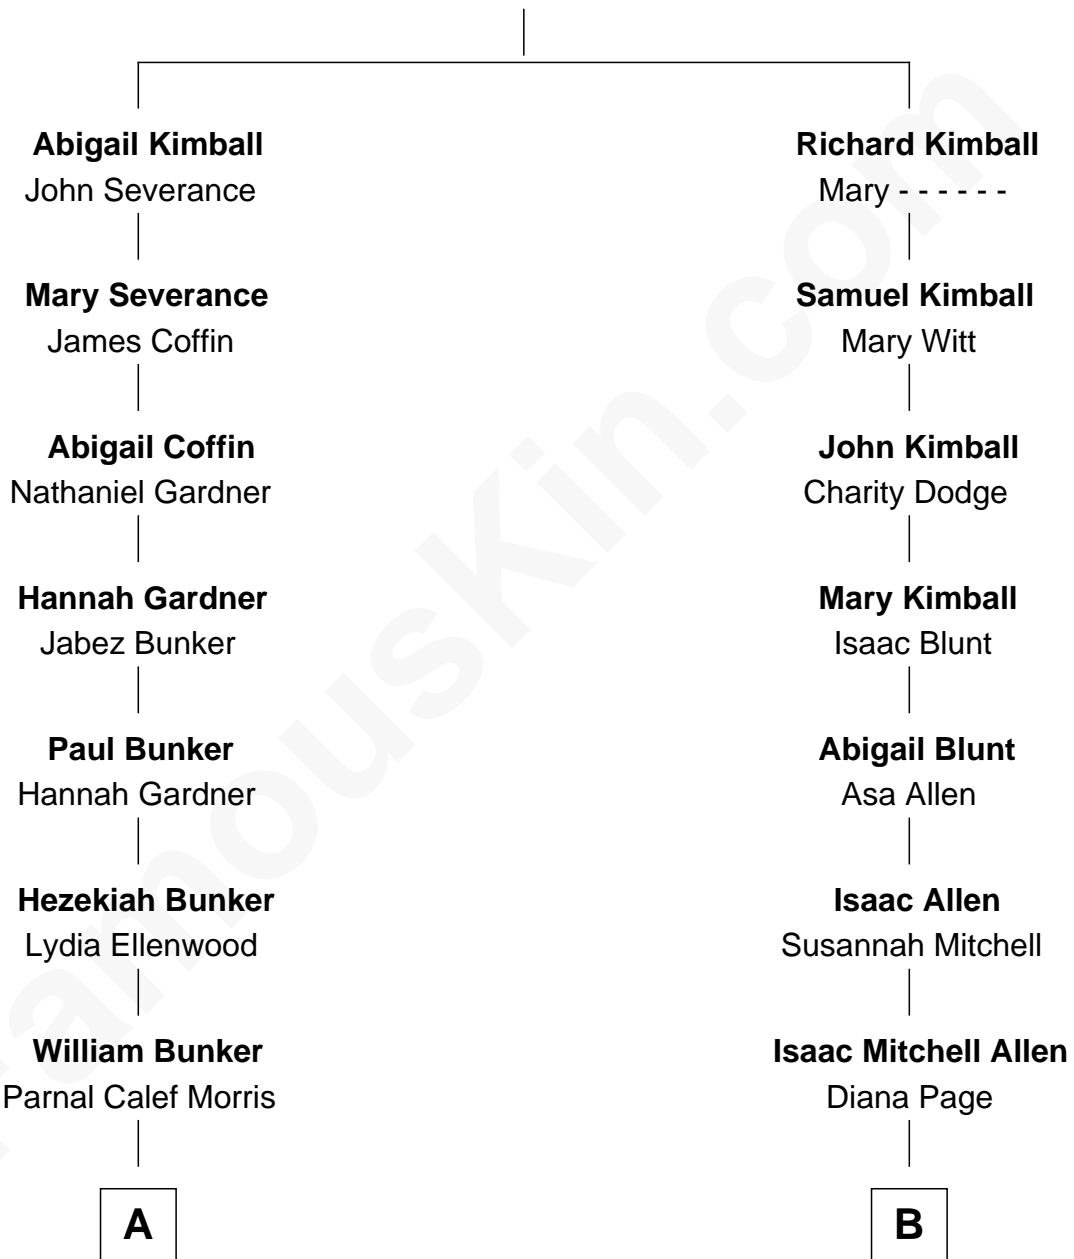 Abigail Kimball
John Severance
Mary Severance
James Coffin
Abigail Coffin
Nathaniel Gardner
Hannah Gardner
Jabez Bunker
Paul Bunker
Hannah Gardner
Hezekiah Bunker
Lydia Ellenwood
William Bunker
Parnal Calef Morris
A
Richard Kimball
Mary - - - - - -
Samuel Kimball
Mary Witt
John Kimball
Charity Dodge
Mary Kimball
Isaac Blunt
Abigail Blunt
Asa Allen
Isaac Allen
Susannah Mitchell
Isaac Mitchell Allen
Diana Page
B
FamousKin.com